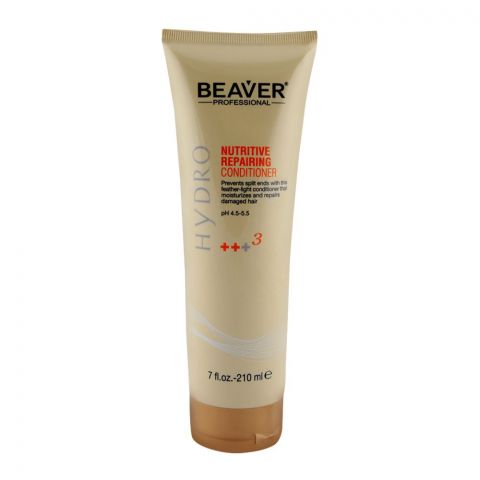 BEAVER®
PROFESSIONAL
HYDRO
NUTRITIVE
REPAIRING
CONDITIONER
Prevents split ends with this
feather-light conditioner that
moisturizes and repairs
damaged hair
pH 4.5-5.5
+++3
7 fl.oz.-210 ml e